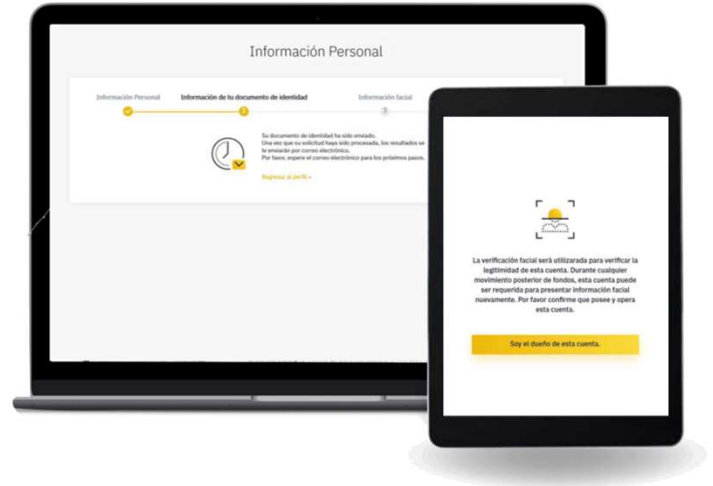 Información Personal
Información Personal
Información de tu documento de identidad
Información facial
2
3
Su documento de identidad ha sido enviado.
Una vez que su solicitud haya sido procesada, los resultados se
le enviarán por correo electrónico.
Por favor, espere el correo electrónico para los próximos pasos.
Regresar al perfil »
La verificación facial será utilizarada para verificar la
legitimidad de esta cuenta. Durante cualquier
movimiento posterior de fondos, esta cuenta puede
ser requerida para presentar información facial
nuevamente. Por favor confirme que posee y opera
esta cuenta.
Soy el dueño de esta cuenta.